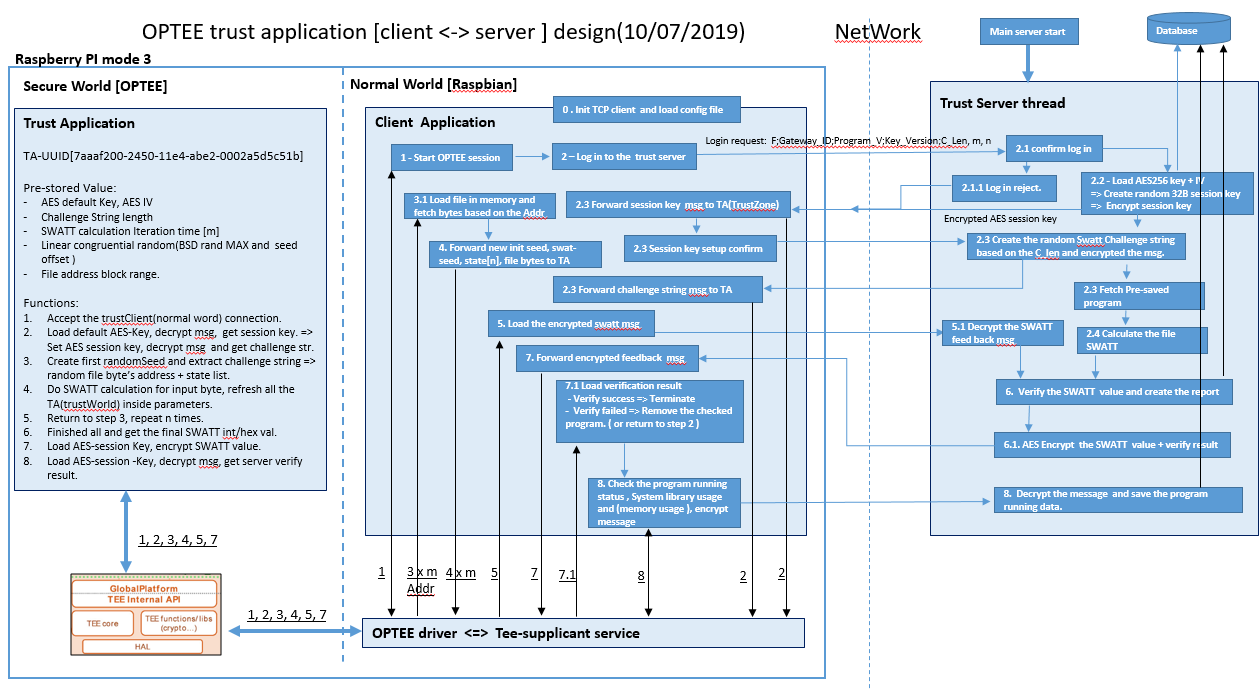 OPTEE trust application [client <-> server ] design(10/07/2019)
NetWork
Main server start
Database
Raspberry PI mode 3
Secure World [OPTEE]
Normal World [Raspbian]
Trust Application
TA-UUID[7aaaf200-2450-11e4-abe2-0002a5d5c51b]
Pre-stored Value:
- AES default Key, AES IV
- Challenge String length
- SWATT calculation Iteration time [m]
- Linear congruential random(BSD rand MAX and seed
offset )
- File address block range.
Functions:
1. Accept the trustClient(normal word) connection.
2. Load default AES-Key, decrypt msg, get session key. =>
Set AES session key, decrypt msg and get challenge str.
3. Create first randomSeed and extract challenge string =>
random file byte's address + state list.
4. Do SWATT calculation for input byte, refresh all the
TA(trustWorld) inside parameters.
5. Return to step 3, repeat n times.
6. Finished all and get the final SWATT int/hex val.
7. Load AES-session Key, encrypt SWATT value.
8. Load AES-session -Key, decrypt msg, get server verify
result.
1, 2, 3, 4, 5, 7
GlobalPlatform
TEE Internal API
TEE core
TEE functions/libs
(crypto...)
HAL
1, 2, 3, 4, 5, 7
Client Application
0 . Init TCP client and load config file
1 - Start OPTEE session
2 – Log in to the trust server
3.1 Load file in memory and
fetch bytes based on the Addr
2.3 Forward session key msg to TA(TrustZone)
4. Forward new init seed, swat-
seed, state[n], file bytes to TA
2.3 Session key setup confirm
2.3 Forward challenge string msg to TA
5. Load the encrypted swatt msg
7. Forward encrypted feedback msg
7.1 Load verification result
- Verify success => Terminate
- Verify failed => Remove the checked
program. ( or return to step 2 )
8. Check the program running
status , System library usage
and (memory usage ), encrypt
message
1
3 x m
Addr
4 x m
5
7
7.1
8
2
2
OPTEE driver <=> Tee-supplicant service
Login request: F;Gateway_ID;Program_V;Key_Version;C_Len, m, n
Encrypted AES session key
Trust Server thread
2.1 confirm log in
2.1.1 Log in reject.
2.2 - Load AES256 key + IV
=> Create random 32B session key
=> Encrypt session key
2.3 Create the random Swatt Challenge string
based on the C_len and encrypted the msg.
2.3 Fetch Pre-saved
program
5.1 Decrypt the SWATT
feed back msg
2.4 Calculate the file
SWATT
6. Verify the SWATT value and create the report
6.1. AES Encrypt the SWATT value + verify result
8. Decrypt the message and save the program
running data.